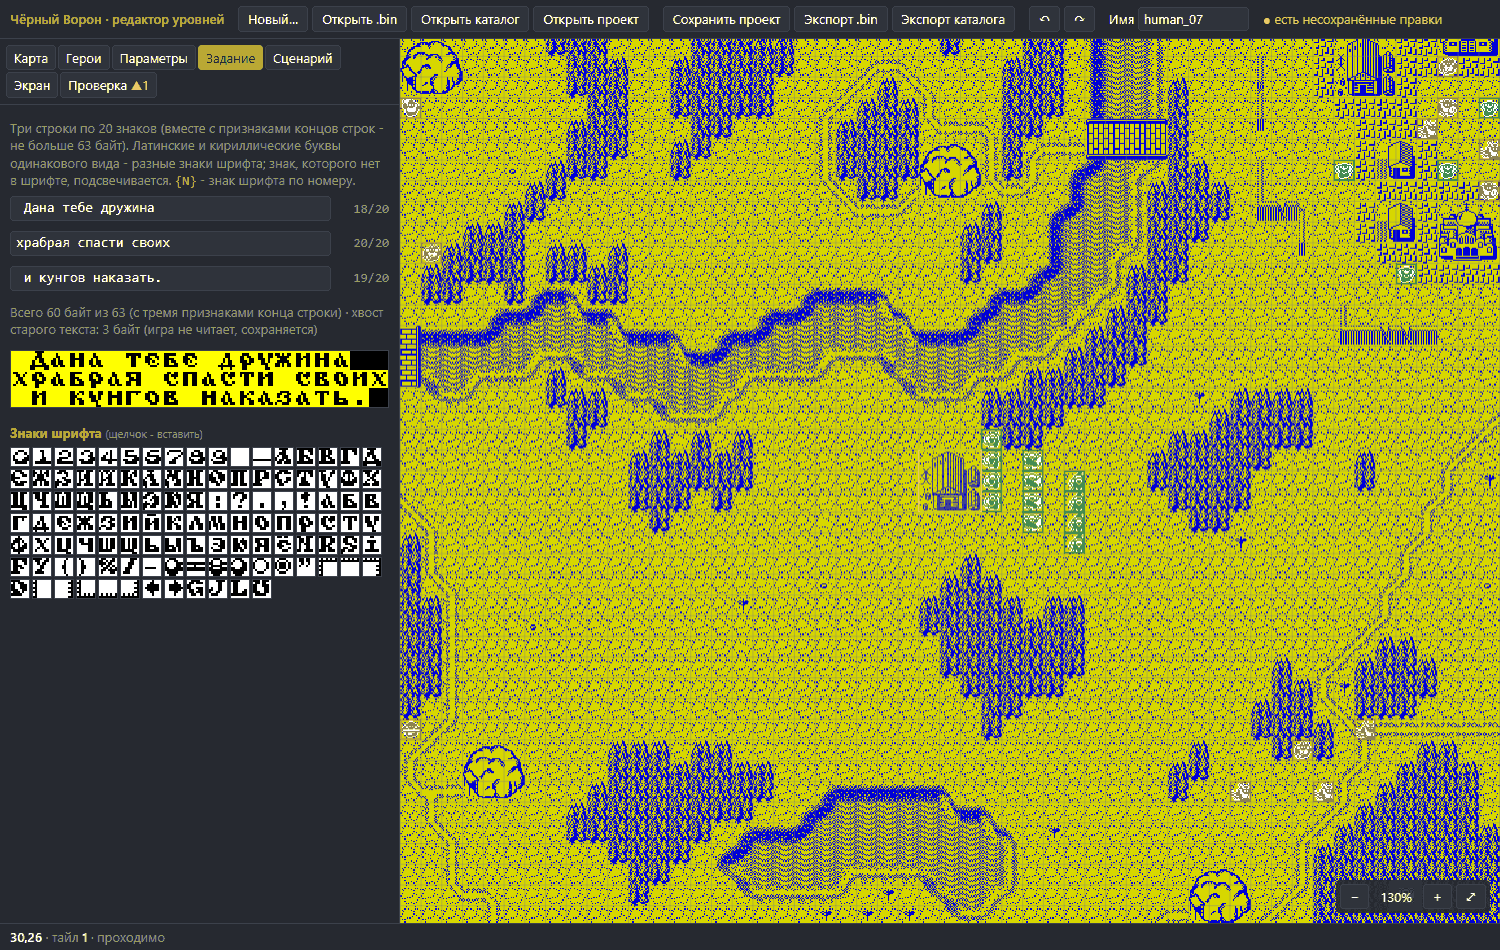 Чёрный Ворон · редактор уровней
Новый... Открыть .bin Открыть каталог Открыть проект Сохранить проект Экспорт .bin Экспорт каталога Имя human_07 ● есть несохранённые правки
Карта Герои Параметры Задание Сценарий
Экран Проверка ▲1
Три строки по 20 знаков (вместе с признаками концов строк -
не больше 63 байт). Латинские и кириллические буквы
одинакового вида - разные знаки шрифта; знак, которого нет
в шрифте, подсвечивается. {N} - знак шрифта по номеру.
Дана тебе дружина 18/20
храбрая спасти своих 20/20
и кунгов наказать. 19/20
Всего 60 байт из 63 (с тремя признаками конца строки) · хвост
старого текста: 3 байт (игра не читает, сохраняется)
Дана тебе дружина
храбрая спасти своих
и кунгов наказать.
Знаки шрифта (щелчок - вставить)
− 130% +
30,26 · тайл 1 · проходимо